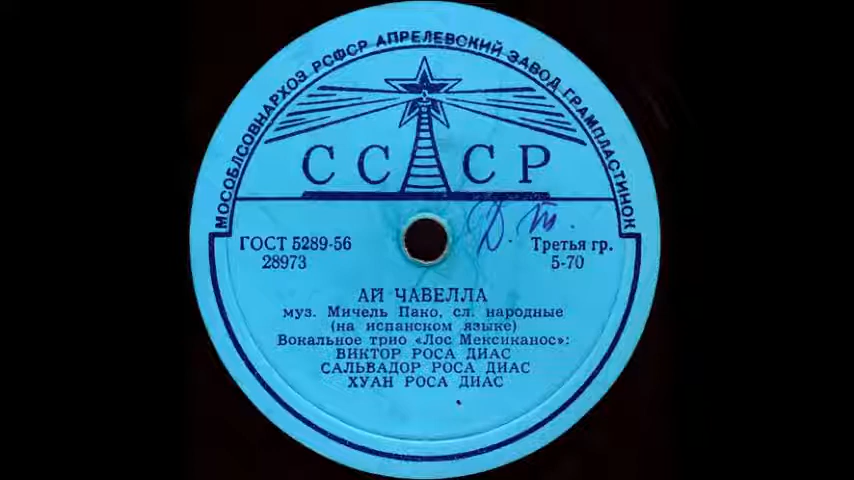 МОСОБЛСОВНАРХОЗ РСФСР АПРЕЛЕВСКИЙ ЗАВОД ГРАМПЛАСТИНОК
СССР
ГОСТ 5289-56
28973
Д. Т.
Третья гр.
5-70
АЙ ЧАВЕЛЛА
муз. Мичель Пако, сл. народные
(на испанском языке)
Вокальное трио «Лос Мексиканос»:
ВИКТОР РОСА ДИАС
САЛЬВАДОР РОСА ДИАС
ХУАН РОСА ДИАС